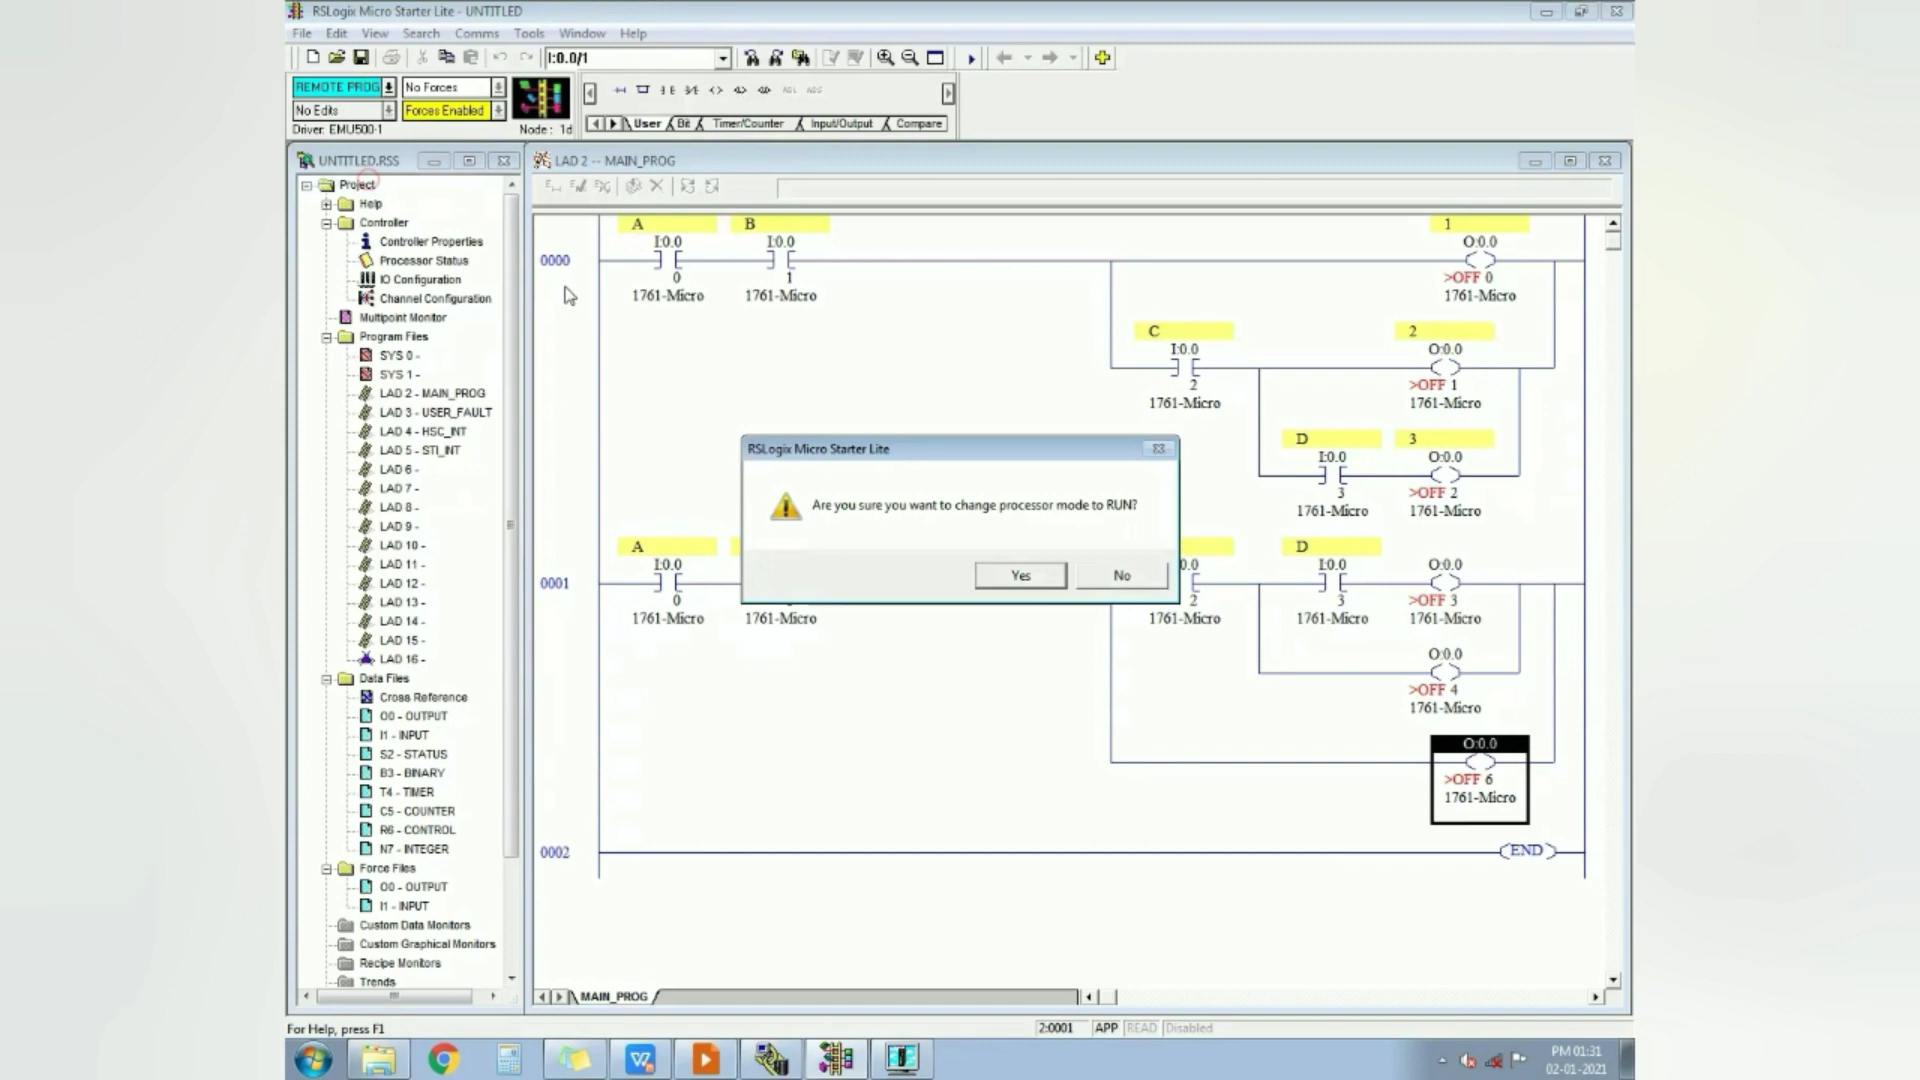 RSLogix Micro Starter Lite - UNTITLED
File Edit View Search Comms Tools Window Help
I:0.0/1
REMOTE PROG No Forces
No Edits Forces Enabled
Driver: EMU500-1 Node: 1d
User Bit Timer/Counter Input/Output Compare
UNTITLED.RSS
Project
Help
Controller
Controller Properties
Processor Status
IO Configuration
Channel Configuration
Multipoint Monitor
Program Files
SYS 0 -
SYS 1 -
LAD 2 - MAIN_PROG
LAD 3 - USER_FAULT
LAD 4 - HSC_INT
LAD 5 - STI_INT
LAD 6 -
LAD 7 -
LAD 8 -
LAD 9 -
LAD 10 -
LAD 11 -
LAD 12 -
LAD 13 -
LAD 14 -
LAD 15 -
LAD 16 -
Data Files
Cross Reference
O0 - OUTPUT
I1 - INPUT
S2 - STATUS
B3 - BINARY
T4 - TIMER
C5 - COUNTER
R6 - CONTROL
N7 - INTEGER
Force Files
O0 - OUTPUT
I1 - INPUT
Custom Data Monitors
Custom Graphical Monitors
Recipe Monitors
Trends
LAD 2 -- MAIN_PROG
A B 1
I:0.0 I:0.0 O:0.0
0000
0 1 >OFF 0
1761-Micro 1761-Micro 1761-Micro
C 2
I:0.0 O:0.0
2 >OFF 1
1761-Micro 1761-Micro
D 3
I:0.0 O:0.0
3 >OFF 2
1761-Micro 1761-Micro
RSLogix Micro Starter Lite
Are you sure you want to change processor mode to RUN?
Yes No
A D
I:0.0 0.0 I:0.0 O:0.0
0001
0 2 3 >OFF 3
1761-Micro 1761-Micro 1761-Micro 1761-Micro 1761-Micro
O:0.0
>OFF 4
1761-Micro
O:0.0
>OFF 6
1761-Micro
0002 END
MAIN_PROG
For Help, press F1 2:0001 APP READ Disabled
PM 01:31
02-01-2021